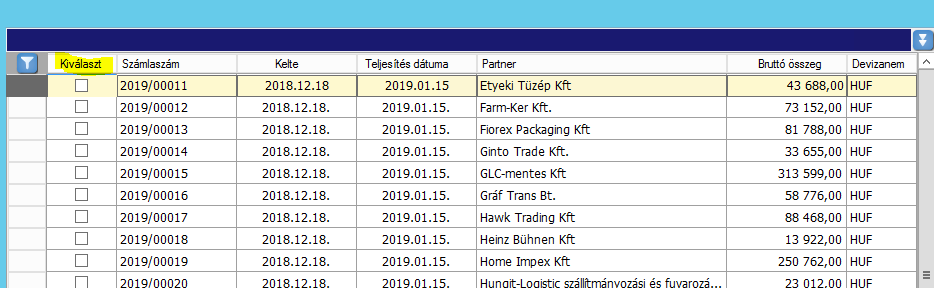 Kiválaszt Számlaszám Kelte Teljesítés dátuma Partner Bruttó összeg Devizanem
2019/00011 2018.12.18 2019.01.15 Etyeki Tüzép Kft 43 688,00 HUF
2019/00012 2018.12.18. 2019.01.15. Farm-Ker Kft. 73 152,00 HUF
2019/00013 2018.12.18. 2019.01.15. Fiorex Packaging Kft 81 788,00 HUF
2019/00014 2018.12.18. 2019.01.15. Ginto Trade Kft. 33 655,00 HUF
2019/00015 2018.12.18. 2019.01.15. GLC-mentes Kft 313 599,00 HUF
2019/00016 2018.12.18. 2019.01.15. Gráf Trans Bt. 58 776,00 HUF
2019/00017 2018.12.18. 2019.01.15. Hawk Trading Kft 88 468,00 HUF
2019/00018 2018.12.18. 2019.01.15. Heinz Bühnen Kft 13 922,00 HUF
2019/00019 2018.12.18. 2019.01.15. Home Impex Kft 250 762,00 HUF
2019/00020 2018.12.18. 2019.01.15. Hungit-Logistic szállítmányozási és fuvarozá... 23 012,00 HUF